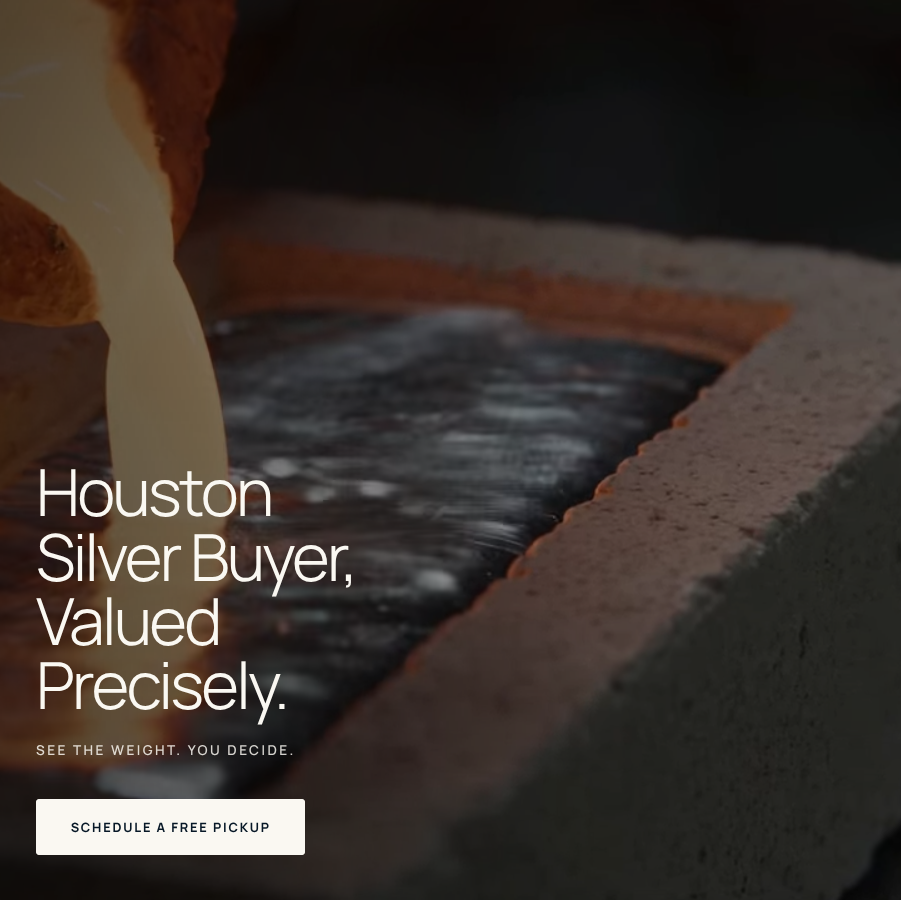 Houston
Silver Buyer,
Valued
Precisely.
SEE THE WEIGHT. YOU DECIDE.
SCHEDULE A FREE PICKUP